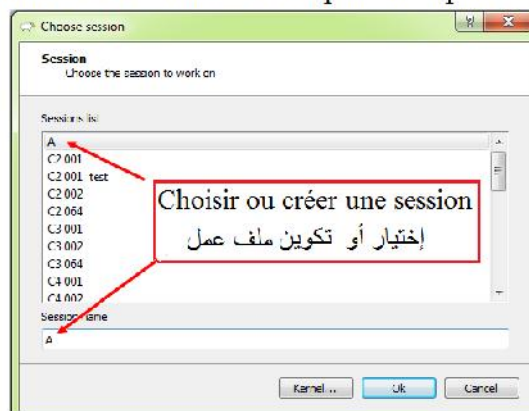 Choose session
Session
Choose the session to work on
Sessions list
A
C2 001
C2 001 test
C2 002
C2 064
C3 001
C3 002
C3 064
C4 001
C4 002
Choisir ou créer une session
إختيار أو تكوين ملف عمل
Session name
A
Kernel...
Ok
Cancel